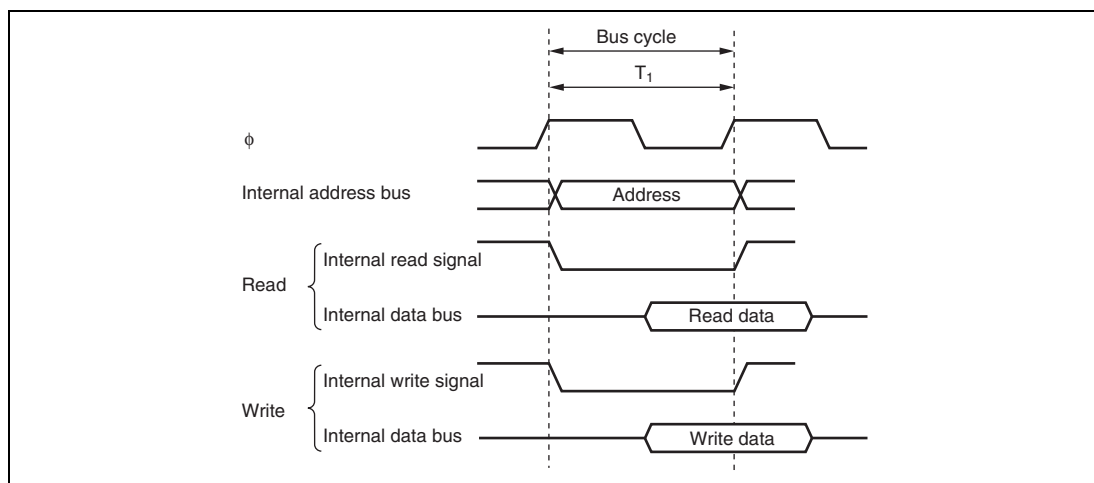 Bus cycle
T₁
ϕ
Internal address bus
Address
Read
Internal read signal
Internal data bus
Read data
Write
Internal write signal
Internal data bus
Write data